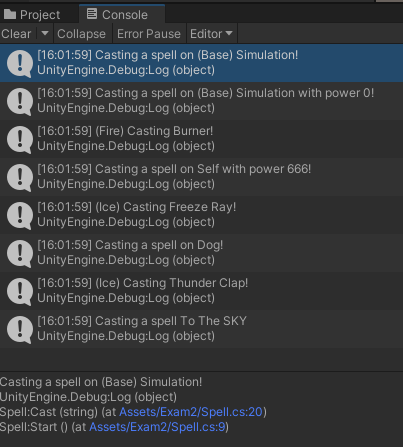 Project Console
Clear Collapse Error Pause Editor
[16:01:59] Casting a spell on (Base) Simulation!
UnityEngine.Debug:Log (object)
[16:01:59] Casting a spell on (Base) Simulation with power 0!
UnityEngine.Debug:Log (object)
[16:01:59] (Fire) Casting Burner!
UnityEngine.Debug:Log (object)
[16:01:59] Casting a spell on Self with power 666!
UnityEngine.Debug:Log (object)
[16:01:59] (Ice) Casting Freeze Ray!
UnityEngine.Debug:Log (object)
[16:01:59] Casting a spell on Dog!
UnityEngine.Debug:Log (object)
[16:01:59] (Ice) Casting Thunder Clap!
UnityEngine.Debug:Log (object)
[16:01:59] Casting a spell To The SKY
UnityEngine.Debug:Log (object)
Casting a spell on (Base) Simulation!
UnityEngine.Debug:Log (object)
Spell:Cast (string) (at Assets/Exam2/Spell.cs:20)
Spell:Start () (at Assets/Exam2/Spell.cs:9)